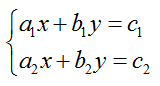 a₁x + b₁y = c₁
a₂x + b₂y = c₂